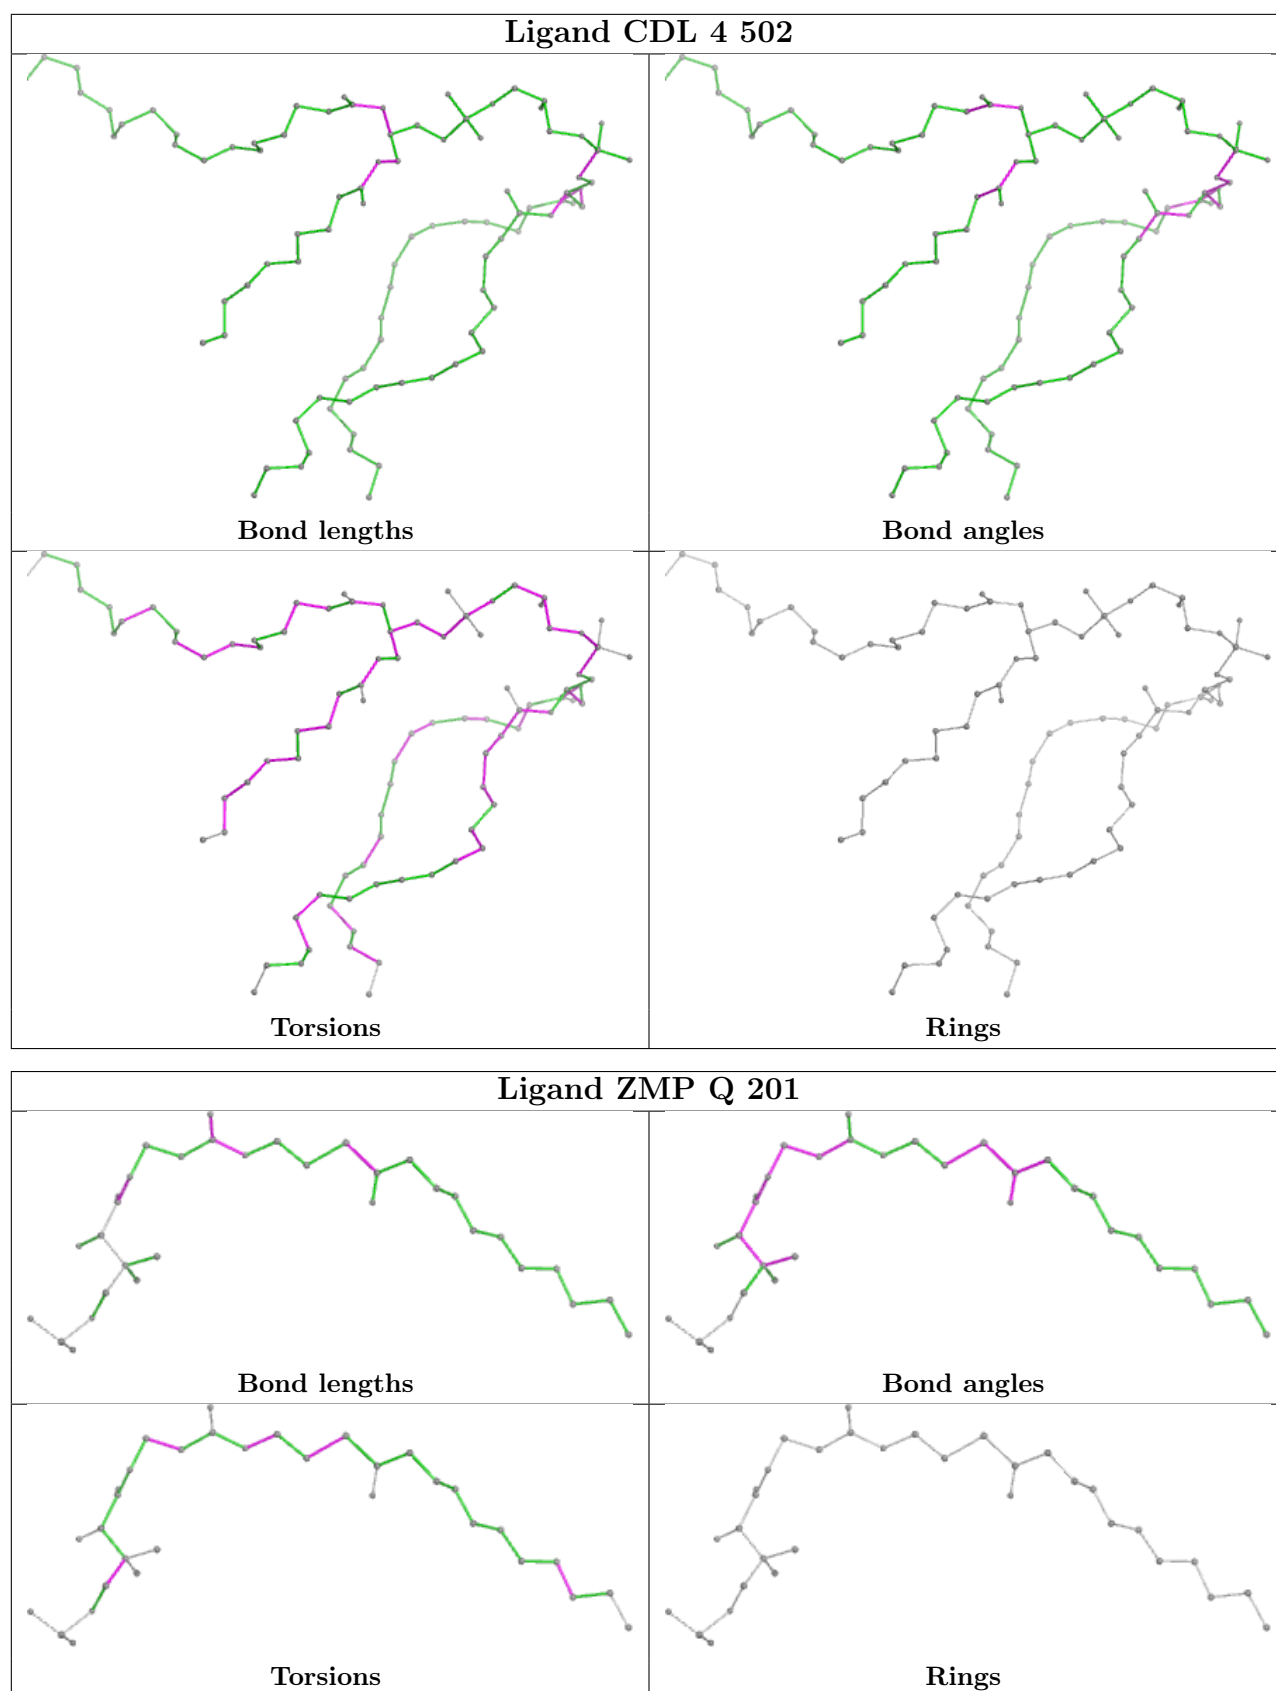 Ligand CDL 4 502
Bond lengths
Bond angles
Torsions
Rings
Ligand ZMP Q 201
Bond lengths
Bond angles
Torsions
Rings